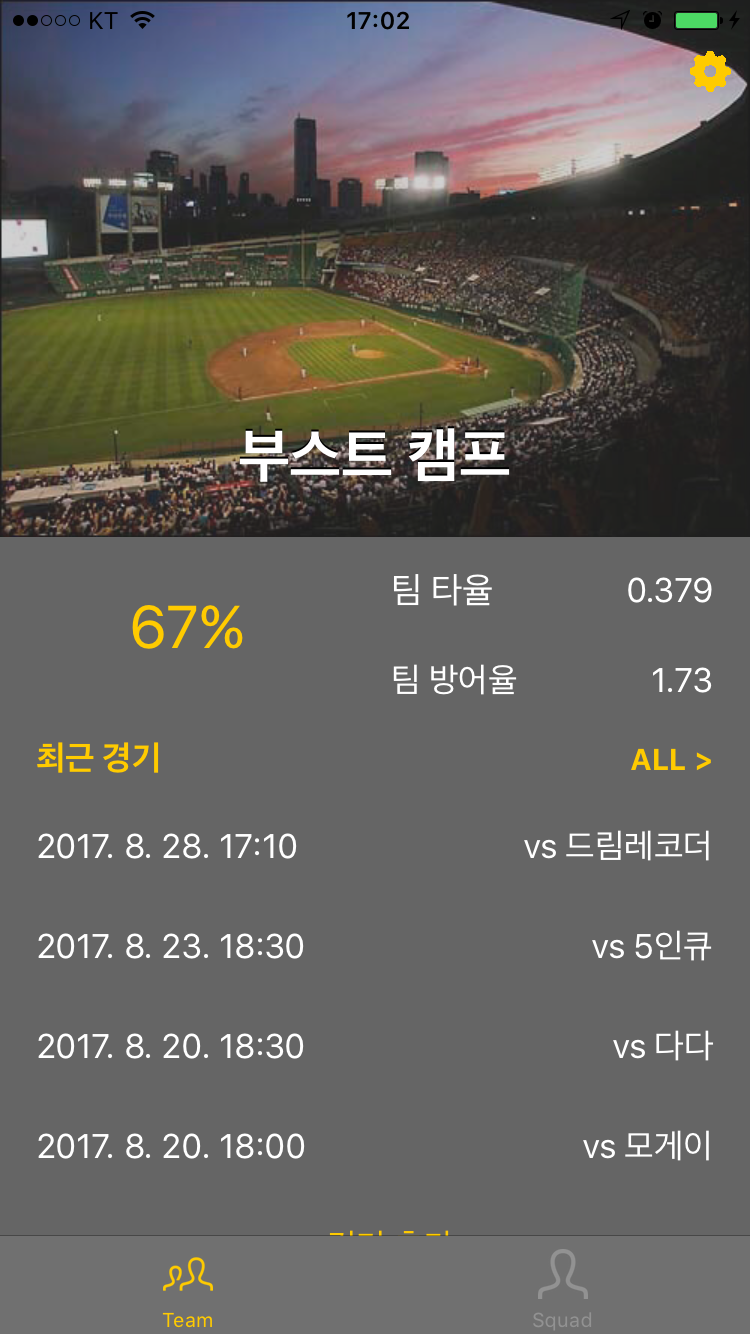 KT 17:02
부스트 캠프
67%
팀 타율 0.379
팀 방어율 1.73
최근 경기 ALL >
2017. 8. 28. 17:10 vs 드림레코더
2017. 8. 23. 18:30 vs 5인큐
2017. 8. 20. 18:30 vs 다다
2017. 8. 20. 18:00 vs 모게이
Team Squad